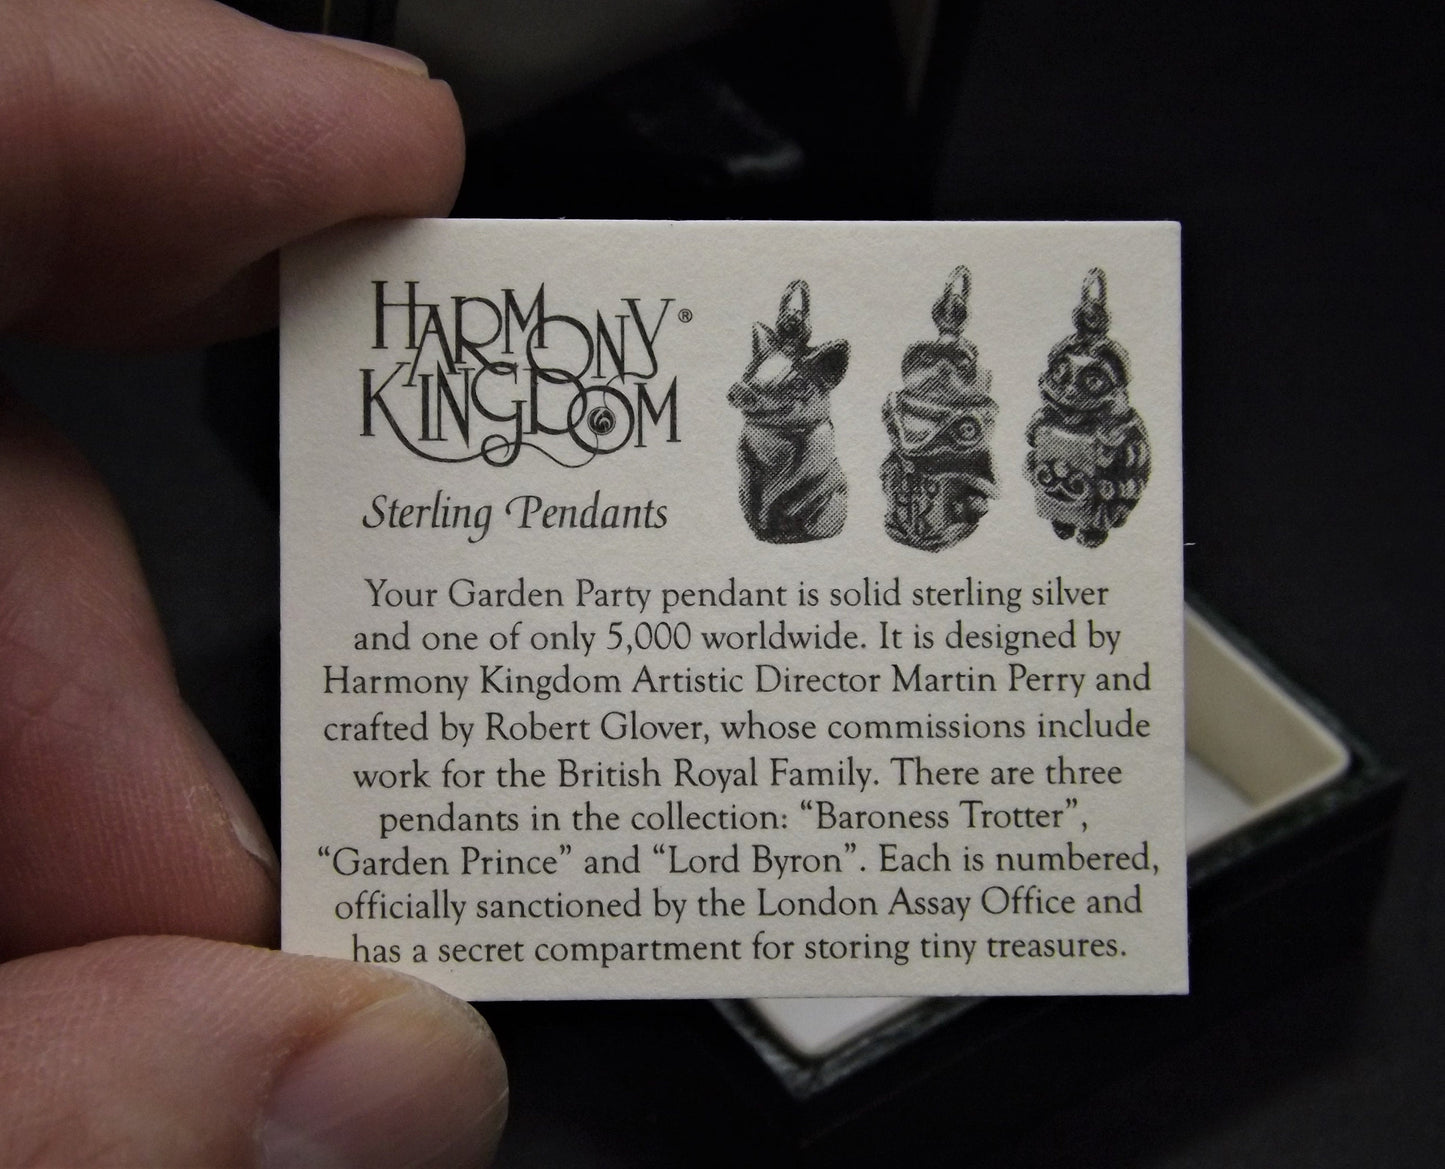 HARMONY®
KINGDOM
Sterling Pendants
Your Garden Party pendant is solid sterling silver
and one of only 5,000 worldwide. It is designed by
Harmony Kingdom Artistic Director Martin Perry and
crafted by Robert Glover, whose commissions include
work for the British Royal Family. There are three
pendants in the collection: “Baroness Trotter”,
“Garden Prince” and “Lord Byron”. Each is numbered,
officially sanctioned by the London Assay Office and
has a secret compartment for storing tiny treasures.